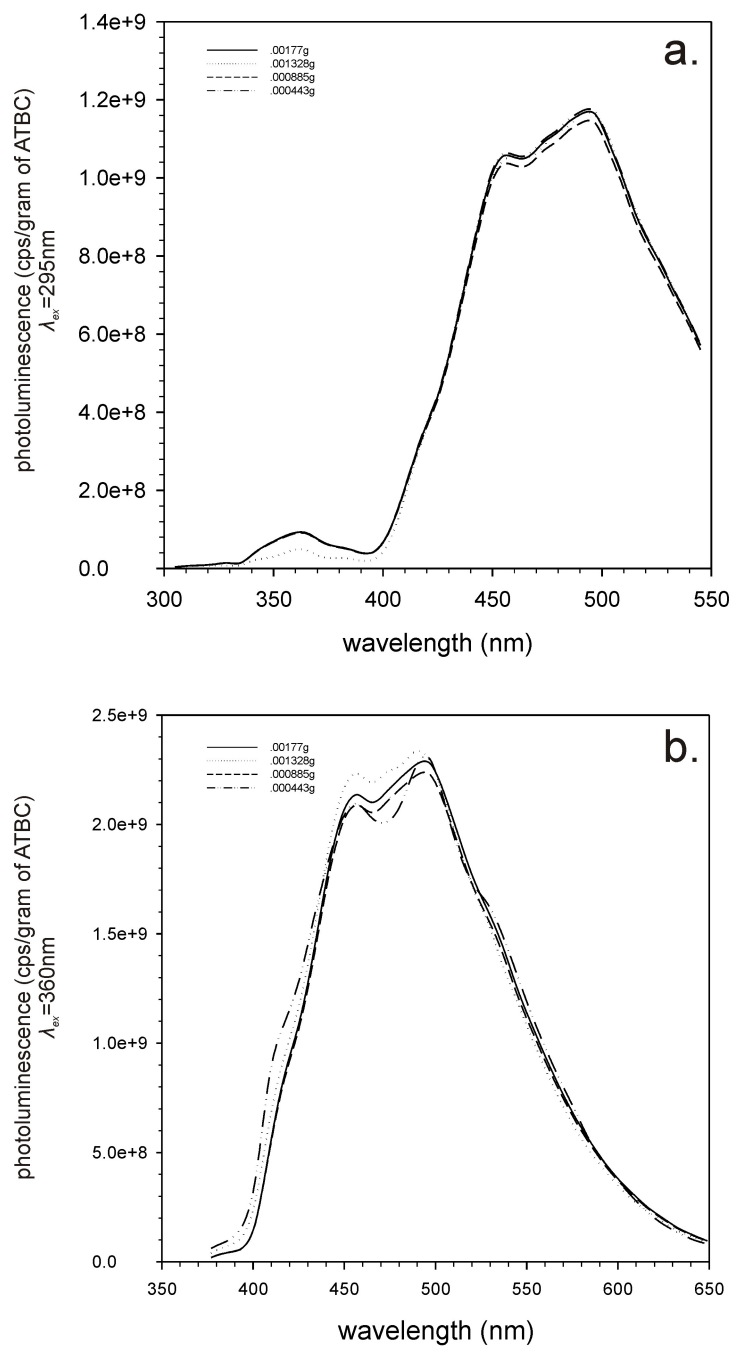 a.
.00177g
.001328g
.000885g
.000443g
photoluminescence (cps/gram of ATBC)
λex=295nm
1.4e+9
1.2e+9
1.0e+9
8.0e+8
6.0e+8
4.0e+8
2.0e+8
0.0
300 350 400 450 500 550
wavelength (nm)
b.
.00177g
.001328g
.000885g
.000443g
photoluminescence (cps/gram of ATBC)
λex=360nm
2.5e+9
2.0e+9
1.5e+9
1.0e+9
5.0e+8
0.0
350 400 450 500 550 600 650
wavelength (nm)